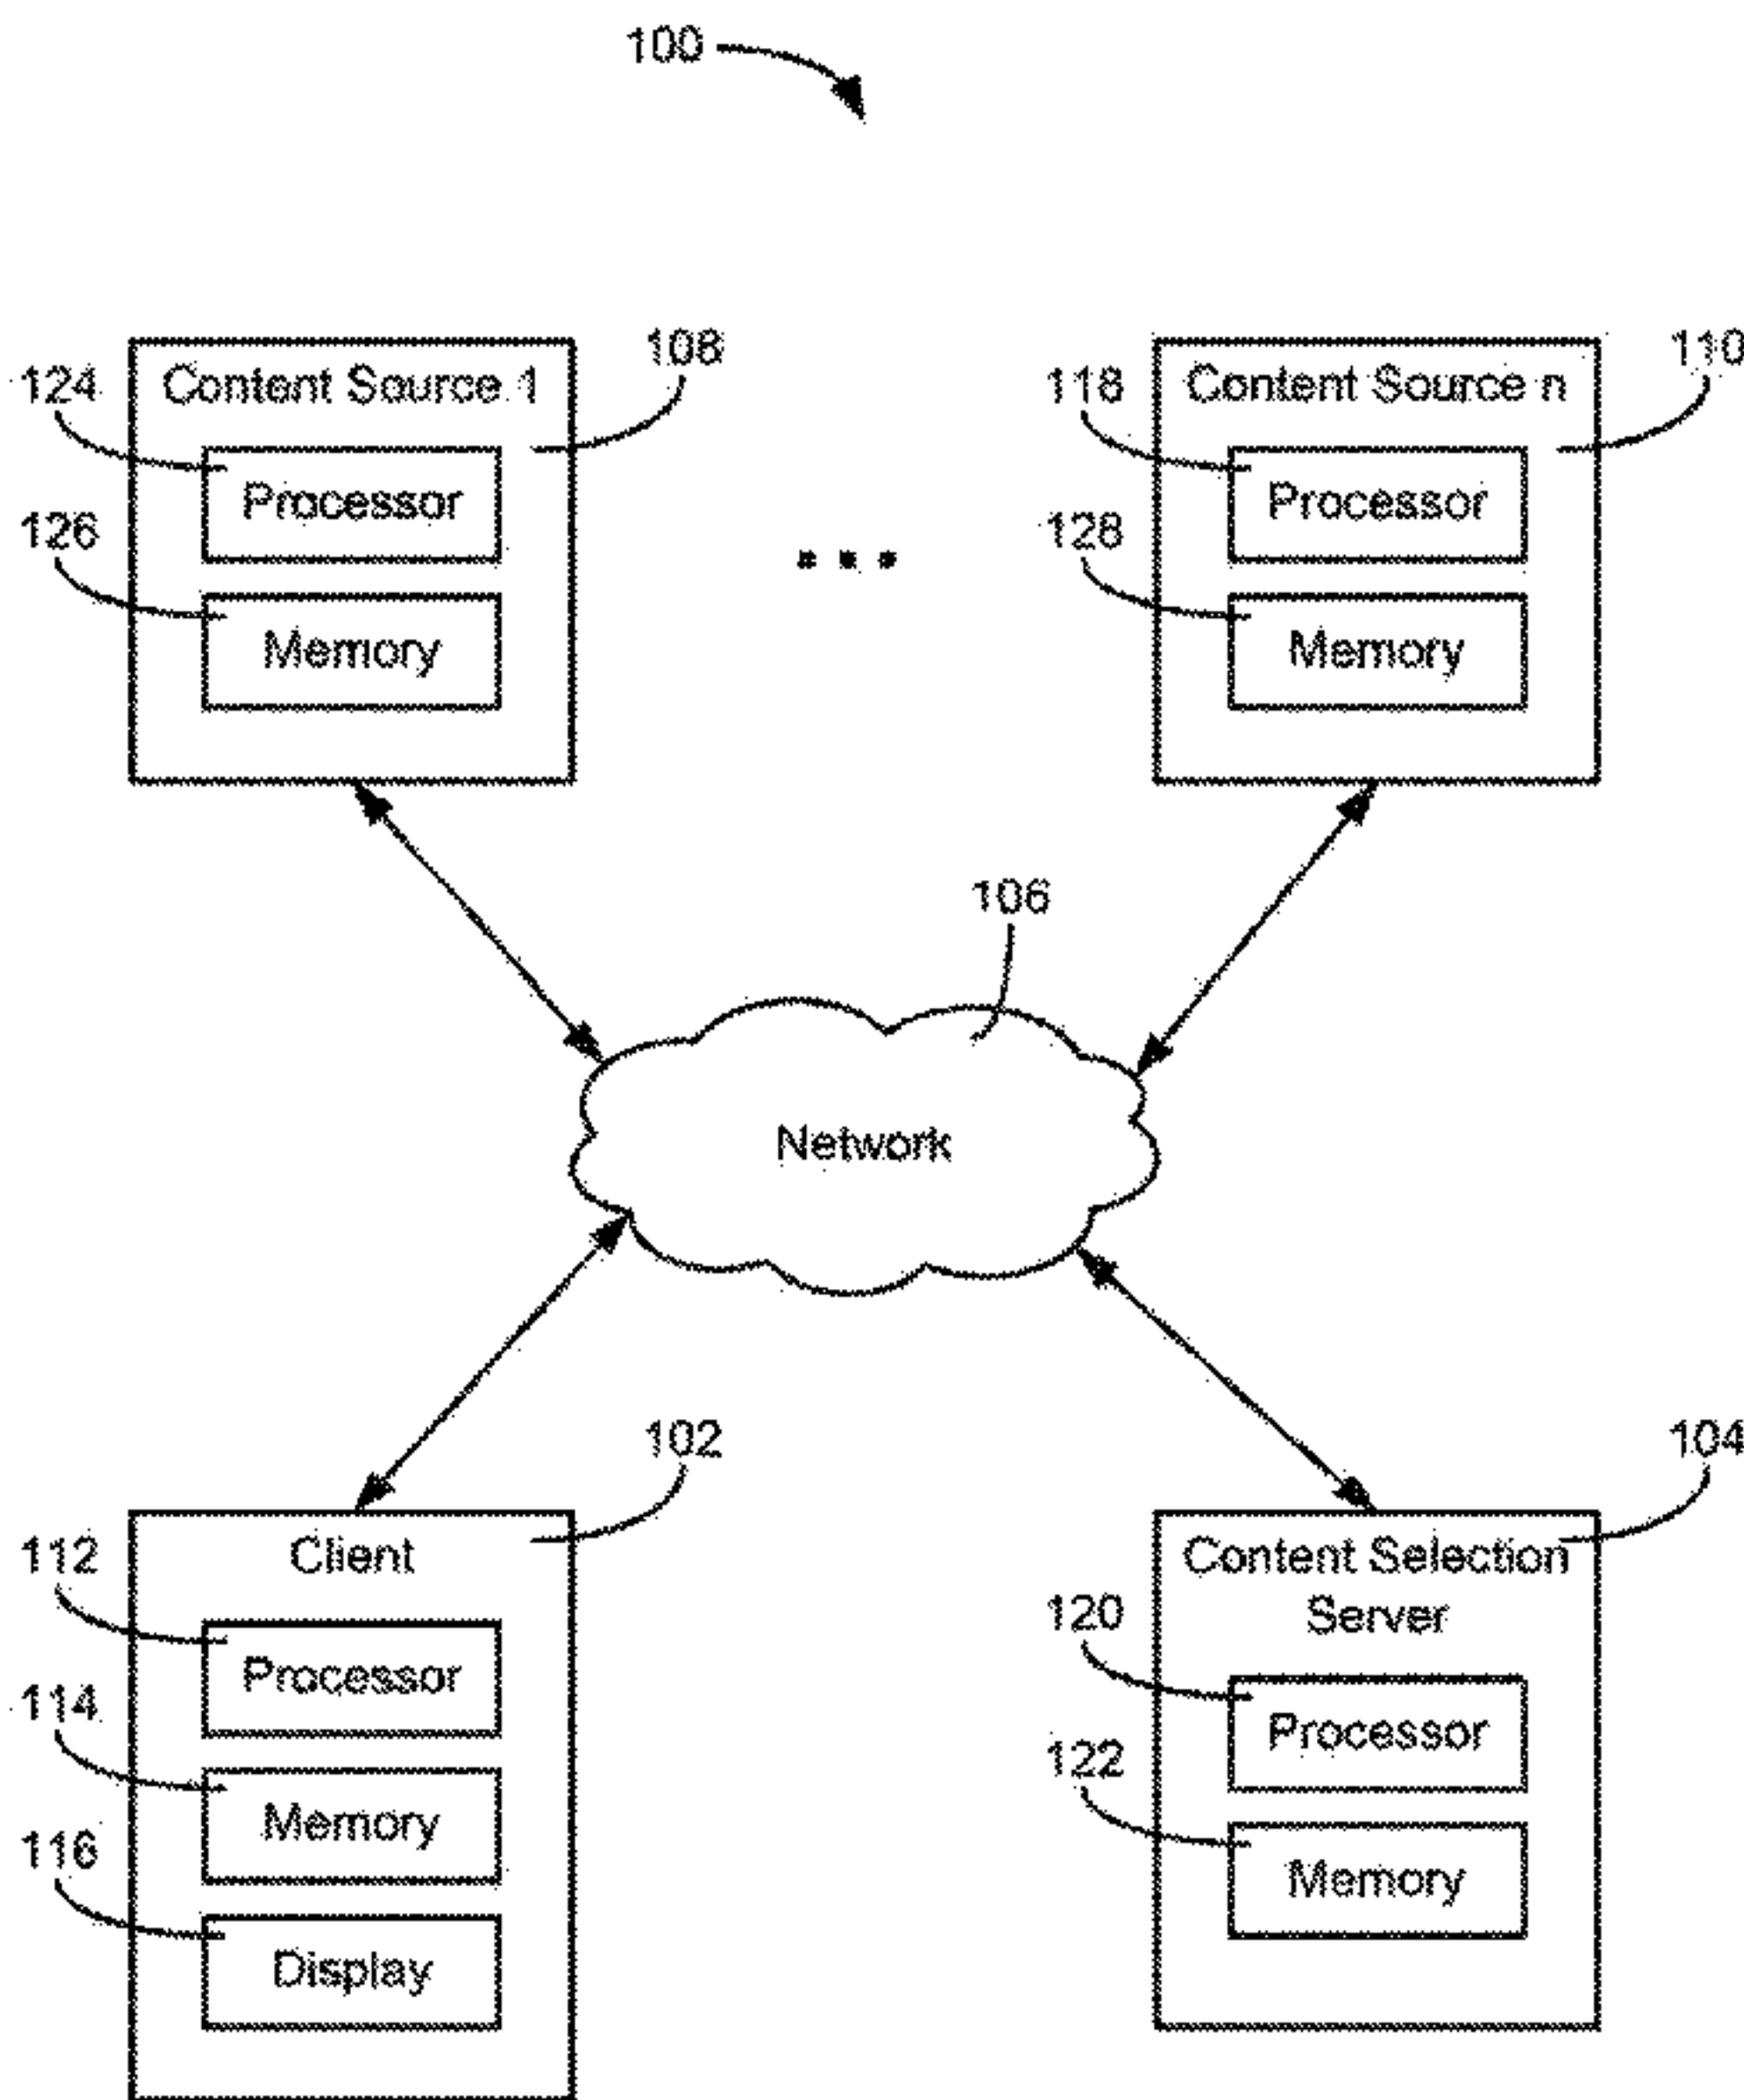 100
108
110
124
Content Source 1
118
Content Source n
Processor
Processor
126
128
Memory
Memory
106
Network
102
104
112
Client
Content Selection
Server
120
Processor
Processor
114
122
Memory
Memory
116
Display